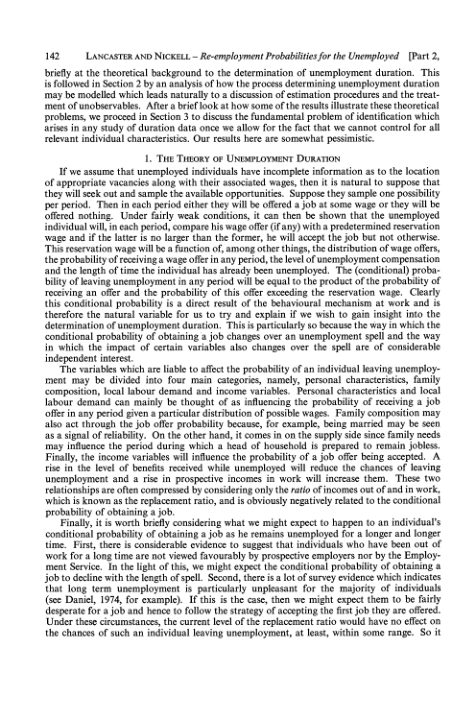 142 LANCASTER AND NICKELL – Re-employment Probabilities for the Unemployed [Part 2,
briefly at the theoretical background to the determination of unemployment duration. This
is followed in Section 2 by an analysis of how the process determining unemployment duration
may be modelled which leads naturally to a discussion of estimation procedures and the treat-
ment of unobservables. After a brief look at how some of the results illustrate these theoretical
problems, we proceed in Section 3 to discuss the fundamental problem of identification which
arises in any study of duration data once we allow for the fact that we cannot control for all
relevant individual characteristics. Our results here are somewhat pessimistic.
1. THE THEORY OF UNEMPLOYMENT DURATION
If we assume that unemployed individuals have incomplete information as to the location
of appropriate vacancies along with their associated wages, then it is natural to suppose that
they will seek out and sample the available opportunities. Suppose they sample one possibility
per period. Then in each period either they will be offered a job at some wage or they will be
offered nothing. Under fairly weak conditions, it can then be shown that the unemployed
individual will, in each period, compare his wage offer (if any) with a predetermined reservation
wage and if the latter is no larger than the former, he will accept the job but not otherwise.
This reservation wage will be a function of, among other things, the distribution of wage offers,
the probability of receiving a wage offer in any period, the level of unemployment compensation
and the length of time the individual has already been unemployed. The (conditional) proba-
bility of leaving unemployment in any period will be equal to the product of the probability of
receiving an offer and the probability of this offer exceeding the reservation wage. Clearly
this conditional probability is a direct result of the behavioural mechanism at work and is
therefore the natural variable for us to try and explain if we wish to gain insight into the
determination of unemployment duration. This is particularly so because the way in which the
conditional probability of obtaining a job changes over an unemployment spell and the way
in which the impact of certain variables also changes over the spell are of considerable
independent interest.
The variables which are liable to affect the probability of an individual leaving unemploy-
ment may be divided into four main categories, namely, personal characteristics, family
composition, local labour demand and income variables. Personal characteristics and local
labour demand can mainly be thought of as influencing the probability of receiving a job
offer in any period given a particular distribution of possible wages. Family composition may
also act through the job offer probability because, for example, being married may be seen
as a signal of reliability. On the other hand, it comes in on the supply side since family needs
may influence the period during which a head of household is prepared to remain jobless.
Finally, the income variables will influence the probability of a job offer being accepted. A
rise in the level of benefits received while unemployed will reduce the chances of leaving
unemployment and a rise in prospective incomes in work will increase them. These two
relationships are often compressed by considering only the ratio of incomes out of and in work,
which is known as the replacement ratio, and is obviously negatively related to the conditional
probability of obtaining a job.
Finally, it is worth briefly considering what we might expect to happen to an individual's
conditional probability of obtaining a job as he remains unemployed for a longer and longer
time. First, there is considerable evidence to suggest that individuals who have been out of
work for a long time are not viewed favourably by prospective employers nor by the Employ-
ment Service. In the light of this, we might expect the conditional probability of obtaining a
job to decline with the length of spell. Second, there is a lot of survey evidence which indicates
that long term unemployment is particularly unpleasant for the majority of individuals
(see Daniel, 1974, for example). If this is the case, then we might expect them to be fairly
desperate for a job and hence to follow the strategy of accepting the first job they are offered.
Under these circumstances, the current level of the replacement ratio would have no effect on
the chances of such an individual leaving unemployment, at least, within some range. So it